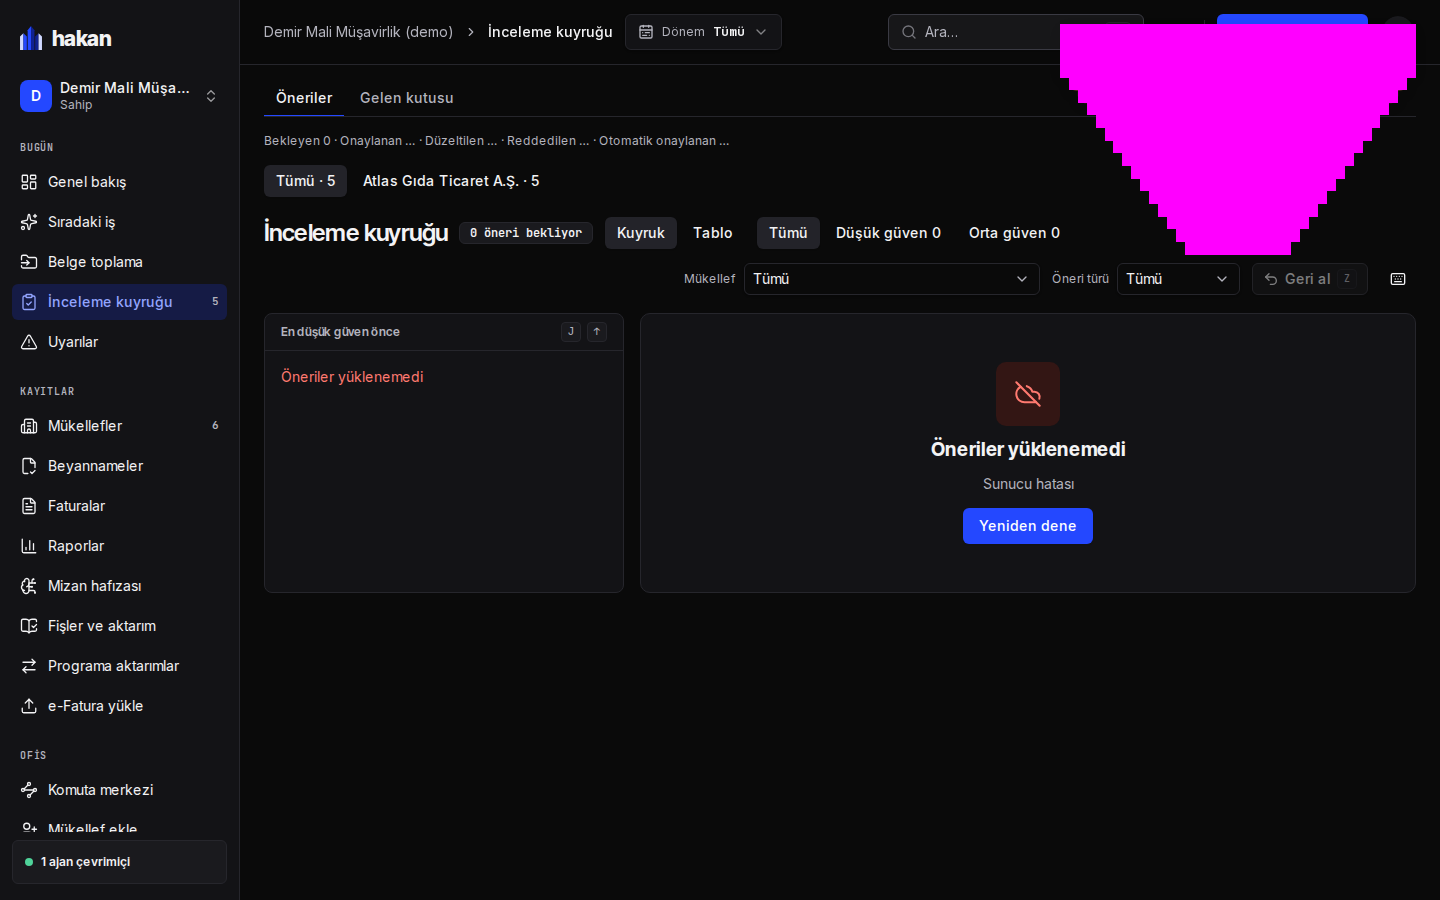 hakan
Demir Mali Müşa...
Sahip
BUGÜN
Genel bakış
Sıradaki iş
Belge toplama
İnceleme kuyruğu 5
Uyarılar
KAYITLAR
Mükellefler 6
Beyannameler
Faturalar
Raporlar
Mizan hafızası
Fişler ve aktarım
Programa aktarımlar
e-Fatura yükle
OFİS
Komuta merkezi
Mükellef ekle
1 ajan çevrimiçi
Demir Mali Müşavirlik (demo) > İnceleme kuyruğu Dönem Tümü Ara...
Öneriler Gelen kutusu
Bekleyen 0 · Onaylanan ... · Düzeltilen ... · Reddedilen ... · Otomatik onaylanan ...
Tümü · 5 Atlas Gıda Ticaret A.Ş. · 5
İnceleme kuyruğu 0 öneri bekliyor Kuyruk Tablo Tümü Düşük güven 0 Orta güven 0
Mükellef Tümü Öneri türü Tümü Geri al Z
En düşük güven önce J ↑
Öneriler yüklenemedi
Öneriler yüklenemedi
Sunucu hatası
Yeniden dene